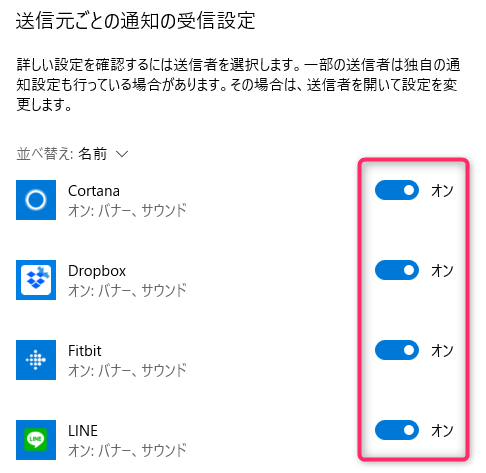 送信元ごとの通知の受信設定
詳しい設定を確認するには送信者を選択します。一部の送信者は独自の通
知設定も行っている場合があります。その場合は、送信者を開いて設定を変
更します。
並べ替え: 名前
Cortana
オン: バナー、サウンド
オン
Dropbox
オン: バナー、サウンド
オン
Fitbit
オン: バナー、サウンド
オン
LINE
LINE
オン: バナー、サウンド
オン